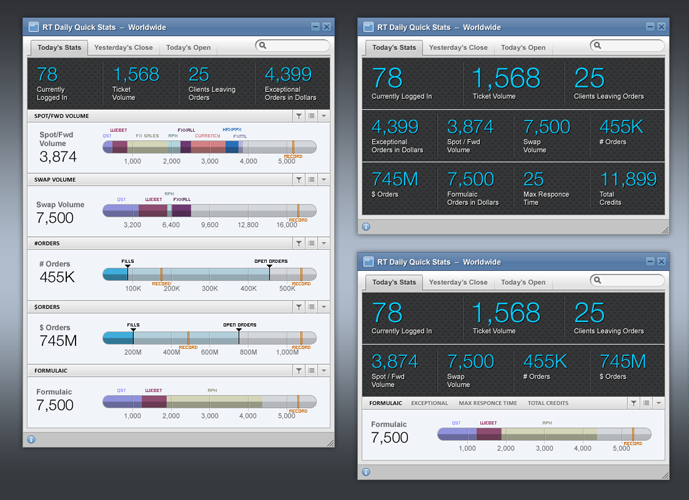 RT Daily Quick Stats – Worldwide
Today's Stats Yesterday's Close Today's Open
78 1,568 25 4,399
Currently Ticket Clients Leaving Exceptional
Logged In Volume Orders Orders in Dollars
SPOT/FWD VOLUME
Spot/Fwd
Volume
3,874
QST WEBET FX SALES RPH FXALL CURRENEX
RECORD
1,000 2,000 3,000 4,000 5,000
SWAP VOLUME
Swap Volume
7,500
QST WEBET RPH FXALL
RECORD
3,200 6,400 9,600 12,800 16,000
#ORDERS
# Orders
455K
FILLS OPEN ORDERS
RECORD RECORD
100K 200K 300K 400K 500K
$ORDERS
$ Orders
745M
FILLS OPEN ORDERS
RECORD RECORD
200M 400M 600M 800M 1,000M
FORMULAIC
Formulaic
7,500
QST WEBET RPH
RECORD
1,000 2,000 3,000 4,000 5,000
RT Daily Quick Stats – Worldwide
Today's Stats Yesterday's Close Today's Open
78 1,568 25
Currently Logged In Ticket Volume Clients Leaving Orders
4,399 3,874 7,500 455K
Exceptional Spot / Fwd Swap # Orders
Orders in Dollars Volume Volume
745M 7,500 25 11,899
$ Orders Formulaic Max Responce Total
Orders in Dollars Time Credits
RT Daily Quick Stats – Worldwide
Today's Stats Yesterday's Close Today's Open
78 1,568 25
Currently Logged In Ticket Volume Clients Leaving Orders
3,874 7,500 455K 745M
Spot / Fwd Swap # Orders $ Orders
Volume Volume
FORMULAIC EXCEPTIONAL MAX RESPONCE TIME TOTAL CREDITS
Formulaic
7,500
QST WEBET RPH
RECORD
1,000 2,000 3,000 4,000 5,000